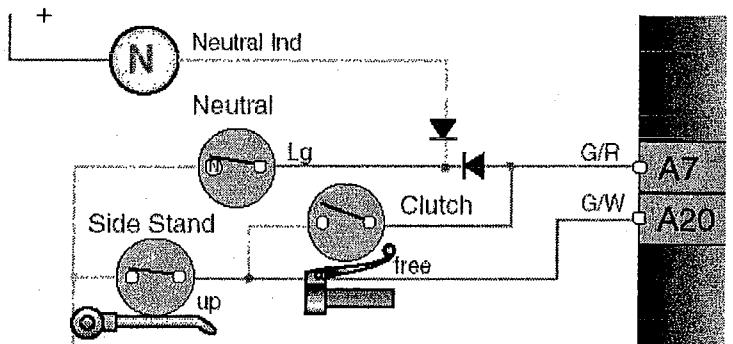 +
N
Neutral Ind
Neutral
N
Lg
G/R
A7
Side Stand
Clutch
G/W
A20
up
free